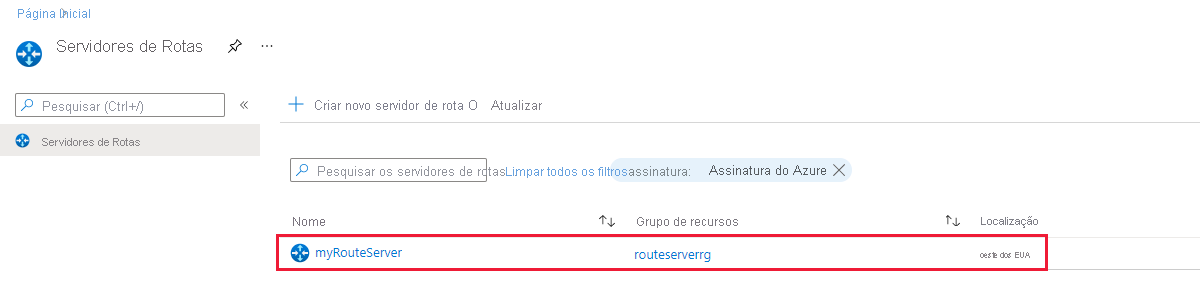 Página Inicial
Servidores de Rotas
Pesquisar (Ctrl+/)
Servidores de Rotas
Criar novo servidor de rota O Atualizar
Pesquisar os servidores de rotas Limpar todos os filtros assinatura: Assinatura do Azure
Nome Grupo de recursos Localização
myRouteServer routeserverrg oeste dos EUA